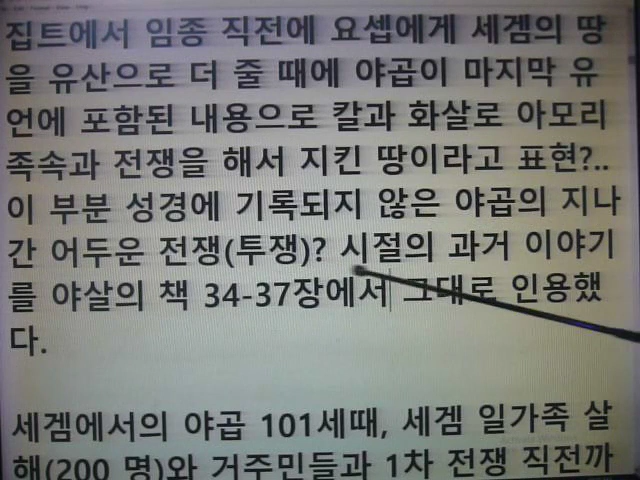 집트에서 임종 직전에 요셉에게 세겜의 땅
을 유산으로 더 줄 때에 야곱이 마지막 유
언에 포함된 내용으로 칼과 화살로 아모리
족속과 전쟁을 해서 지킨 땅이라고 표현?..
이 부분 성경에 기록되지 않은 야곱의 지나
간 어두운 전쟁(투쟁)? 시절의 과거 이야기
를 야살의 책 34-37장에서 그대로 인용했
다.
세겜에서의 야곱 101세때, 세겜 일가족 살
해(200 명)와 거주민들과 1차 전쟁 직전까